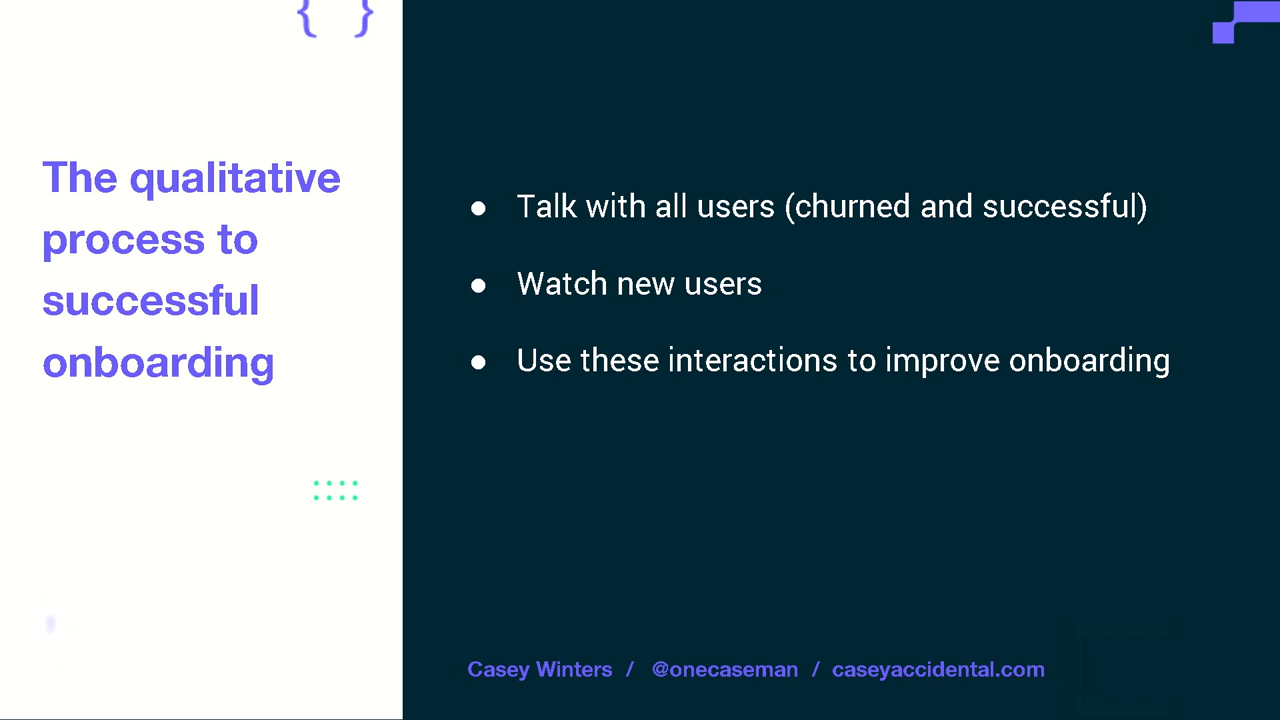 { }
The qualitative
process to
successful
onboarding
● Talk with all users (churned and successful)
● Watch new users
● Use these interactions to improve onboarding
Casey Winters / @onecaseman / caseyaccidental.com